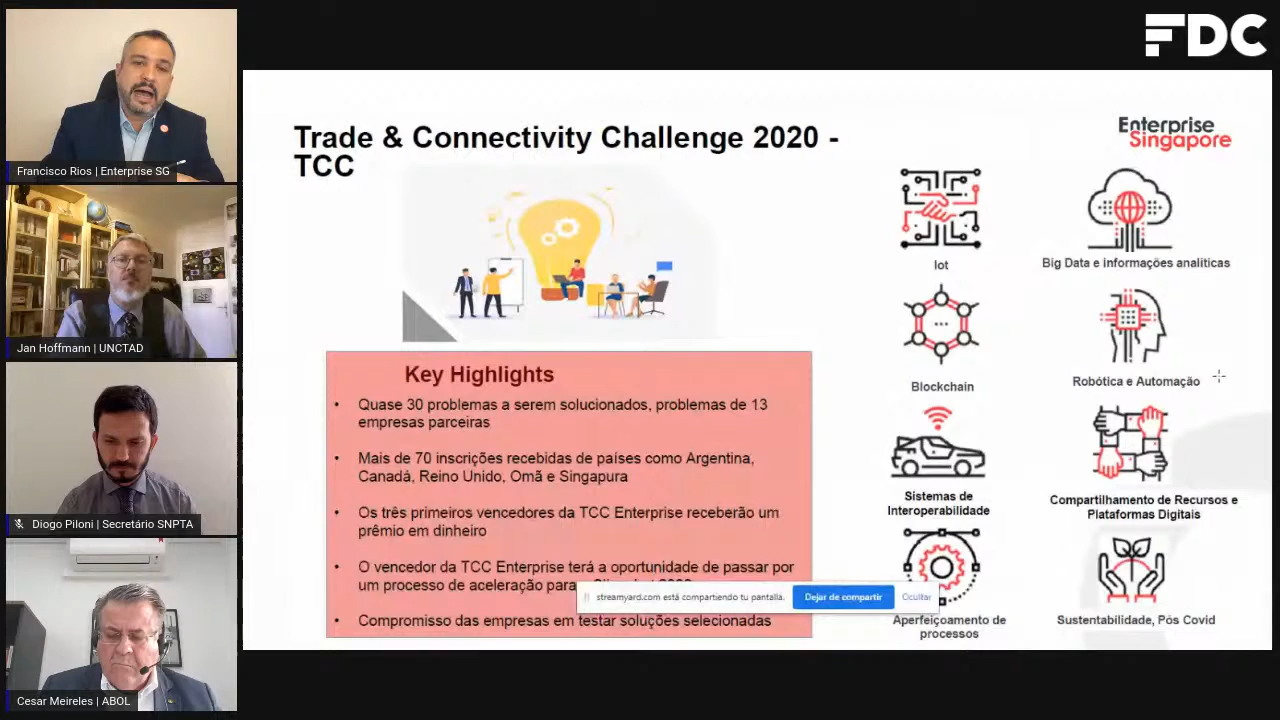 FDC
Francisco Rios | Enterprise SG
Jan Hoffmann | UNCTAD
Diogo Piloni | Secretário SNPTA
Cesar Meireles | ABOL
Trade & Connectivity Challenge 2020 -
TCC
Enterprise
Singapore
Key Highlights
• Quase 30 problemas a serem solucionados, problemas de 13
empresas parceiras
• Mais de 70 inscrições recebidas de países como Argentina,
Canadá, Reino Unido, Omã e Singapura
• Os três primeiros vencedores da TCC Enterprise receberão um
prêmio em dinheiro
• O vencedor da TCC Enterprise terá a oportunidade de passar por
um processo de aceleração para
• Compromisso das empresas em testar soluções selecionadas
streamyard.com está compartiendo tu pantalla.
Dejar de compartir
Ocultar
Iot
Big Data e informações analíticas
Blockchain
Robótica e Automação
Sistemas de
Interoperabilidade
Compartilhamento de Recursos e
Plataformas Digitais
Aperfeiçoamento de
processos
Sustentabilidade, Pós Covid